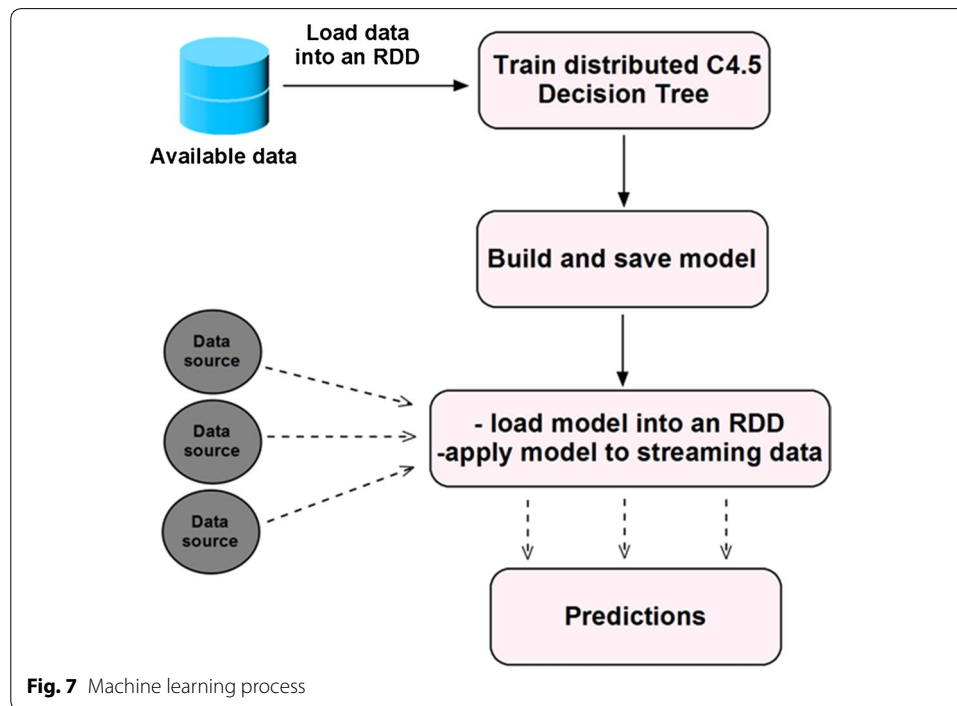 Load data
into an RDD
Available data
Train distributed C4.5
Decision Tree
Build and save model
Data
source
Data
source
Data
source
- load model into an RDD
-apply model to streaming data
Predictions
Fig. 7 Machine learning process